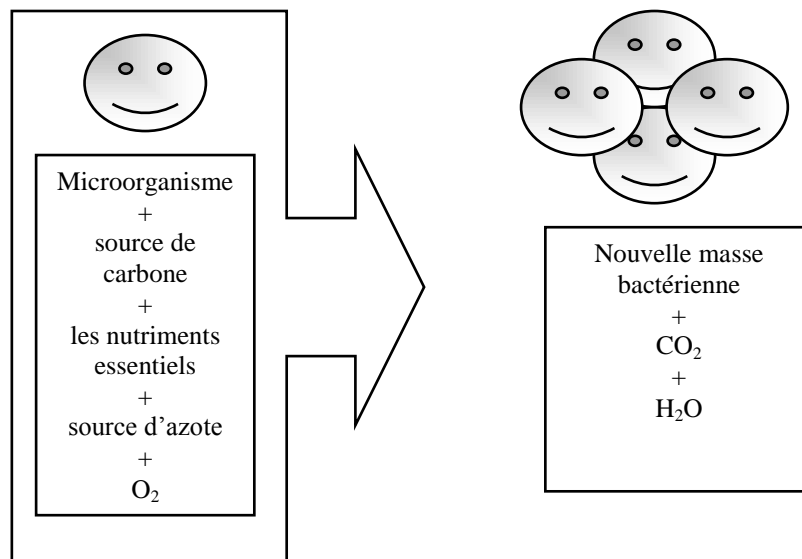 Microorganisme
+
source de
carbone
+
les nutriments
essentiels
+
source d’azote
+
O₂
Nouvelle masse
bactérienne
+
CO₂
+
H₂O